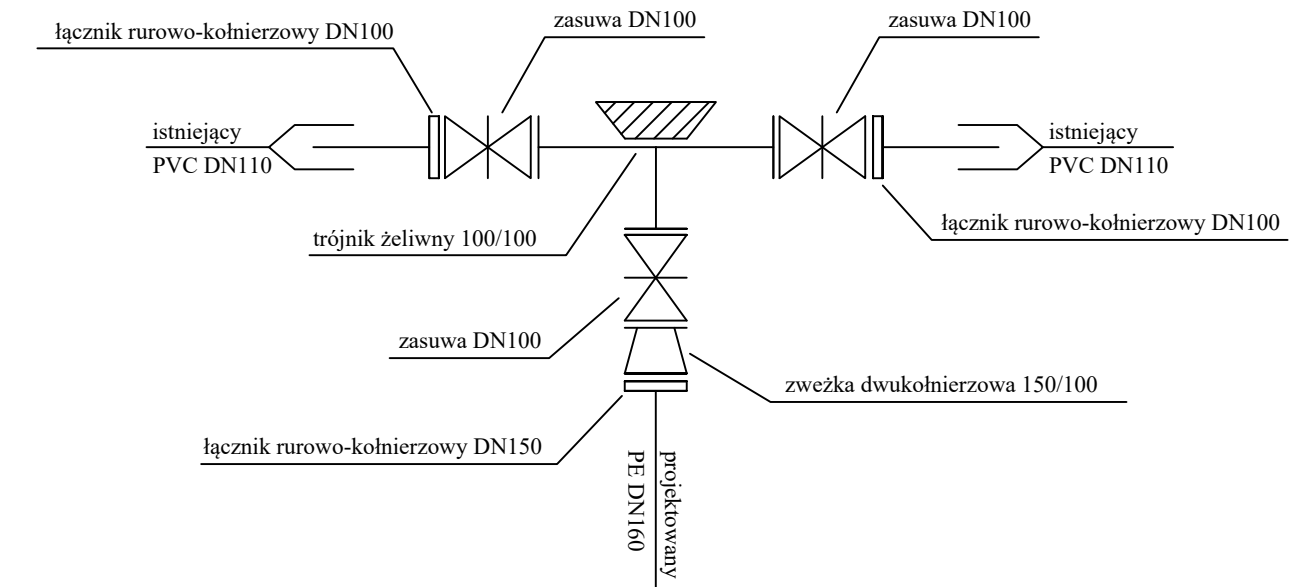 łącznik rurowo-kołnierzowy DN100
zasuwa DN100
zasuwa DN100
istniejący
PVC DN110
istniejący
PVC DN110
trójnik żeliwny 100/100
łącznik rurowo-kołnierzowy DN100
zasuwa DN100
zweżka dwukołnierzowa 150/100
łącznik rurowo-kołnierzowy DN150
projektowany
PE DN160